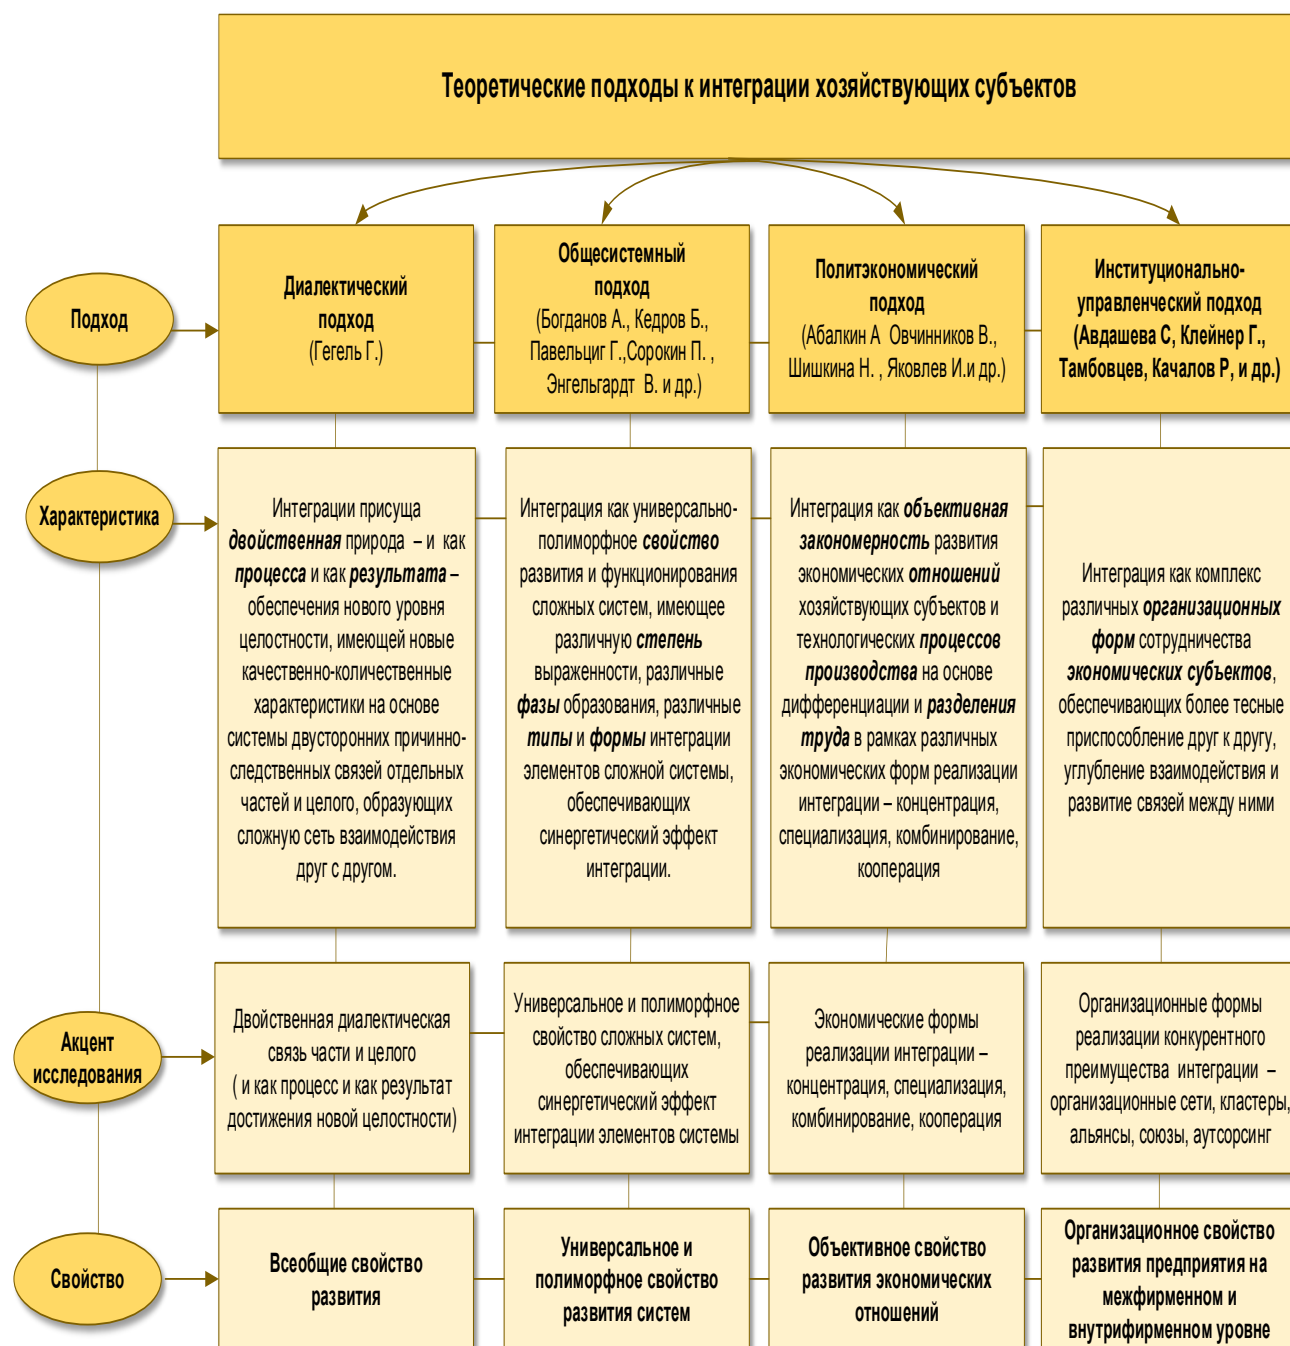 Теоретические подходы к интеграции хозяйствующих субъектов
Подход
Диалектический
подход
(Гегель Г.)
Общесистемный
подход
(Богданов А., Кедров Б.,
Павельциг Г.,Сорокин П. ,
Энгельгардт В. и др.)
Политэкономический
подход
(Абалкин А Овчинников В.,
Шишкина Н. , Яковлев И.и др.)
Институционально-
управленческий подход
(Авдашева С, Клейнер Г.,
Тамбовцев, Качалов Р, и др.)
Характеристика
Интеграции присуща
двойственная природа – и как
процесса и как результата –
обеспечения нового уровня
целостности, имеющей новые
качественно-количественные
характеристики на основе
системы двусторонних причинно-
следственных связей отдельных
частей и целого, образующих
сложную сеть взаимодействия
друг с другом.
Интеграция как универсально-
полиморфное свойство
развития и функционирования
сложных систем, имеющее
различную степень
выраженности, различные
фазы образования, различные
типы и формы интеграции
элементов сложной системы,
обеспечивающих
синергетический эффект
интеграции.
Интеграция как объективная
закономерность развития
экономических отношений
хозяйствующих субъектов и
технологических процессов
производства на основе
дифференциации и разделения
труда в рамках различных
экономических форм реализации
интеграции – концентрация,
специализация, комбинирование,
кооперация
Интеграция как комплекс
различных организационных
форм сотрудничества
экономических субъектов,
обеспечивающих более тесные
приспособление друг к другу,
углубление взаимодействия и
развитие связей между ними
Акцент
исследования
Двойственная диалектическая
связь части и целого
( и как процесс и как результат
достижения новой целостности)
Универсальное и полиморфное
свойство сложных систем,
обеспечивающих
синергетический эффект
интеграции элементов системы
Экономические формы
реализации интеграции –
концентрация, специализация,
комбинирование, кооперация
Организационные формы
реализации конкурентного
преимущества интеграции –
организационные сети, кластеры,
альянсы, союзы, аутсорсинг
Свойство
Всеобщие свойство
развития
Универсальное и
полиморфное свойство
развития систем
Объективное свойство
развития экономических
отношений
Организационное свойство
развития предприятия на
межфирменном и
внутрифирменном уровне